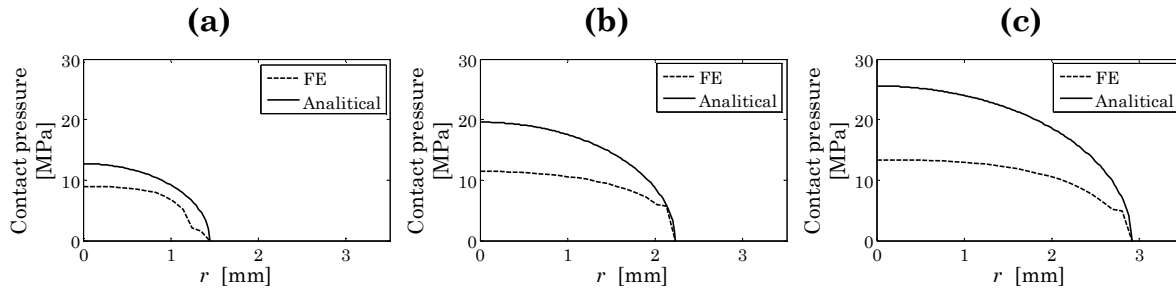 (a)
(b)
(c)
Contact pressure
[MPa]
30
20
10
0
0
1
2
3
r [mm]
FE
Analitical
Contact pressure
[MPa]
30
20
10
0
0
1
2
3
r [mm]
FE
Analitical
Contact pressure
[MPa]
30
20
10
0
0
1
2
3
r [mm]
FE
Analitical